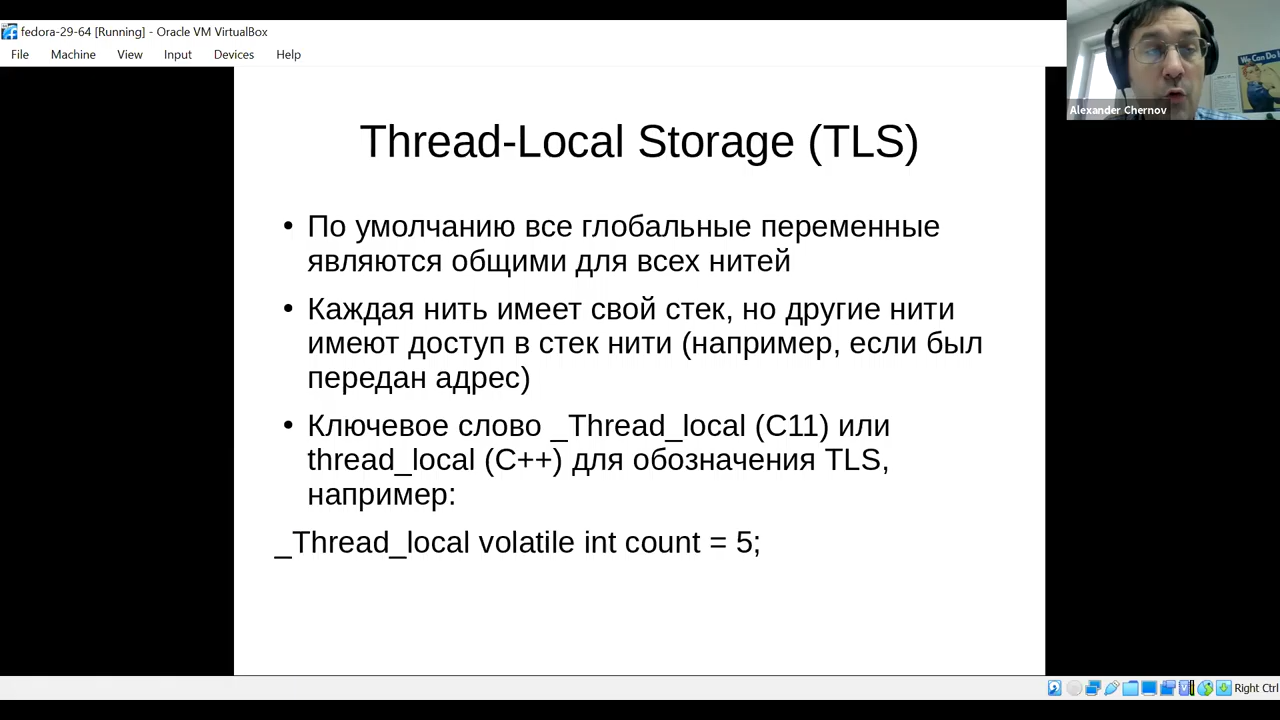 fedora-29-64 [Running] - Oracle VM VirtualBox
File Machine View Input Devices Help
Alexander Chernov
We Can Do
Thread-Local Storage (TLS)
• По умолчанию все глобальные переменные
являются общими для всех нитей
• Каждая нить имеет свой стек, но другие нити
имеют доступ в стек нити (например, если был
передан адрес)
• Ключевое слово _Thread_local (C11) или
thread_local (C++) для обозначения TLS,
например:
_Thread_local volatile int count = 5;
Right Ctrl